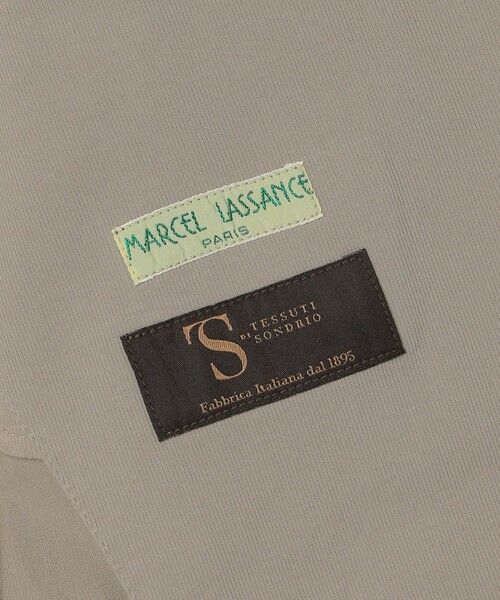 MARCEL LASSANCE
PARIS
TS
TESSUTI
DI SONDRIO
Fabbrica Italiana dal 1895